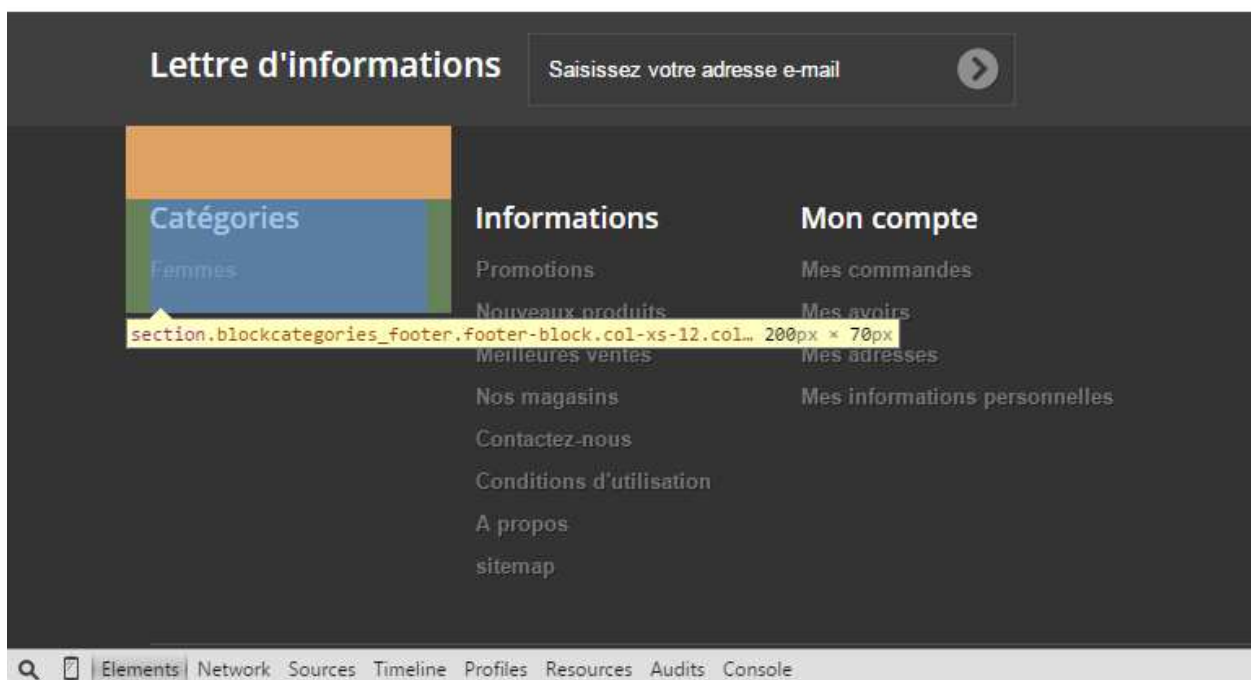 Lettre d'informations
Saisissez votre adresse e-mail
Catégories
Femmes
Informations
Promotions
Nouveaux produits
Meilleures ventes
Nos magasins
Contactez-nous
Conditions d'utilisation
A propos
sitemap
Mon compte
Mes commandes
Mes avoirs
Mes adresses
Mes informations personnelles
section.blockcategories_footer.footer-block.col-xs-12.col… 200px × 70px
Elements Network Sources Timeline Profiles Resources Audits Console